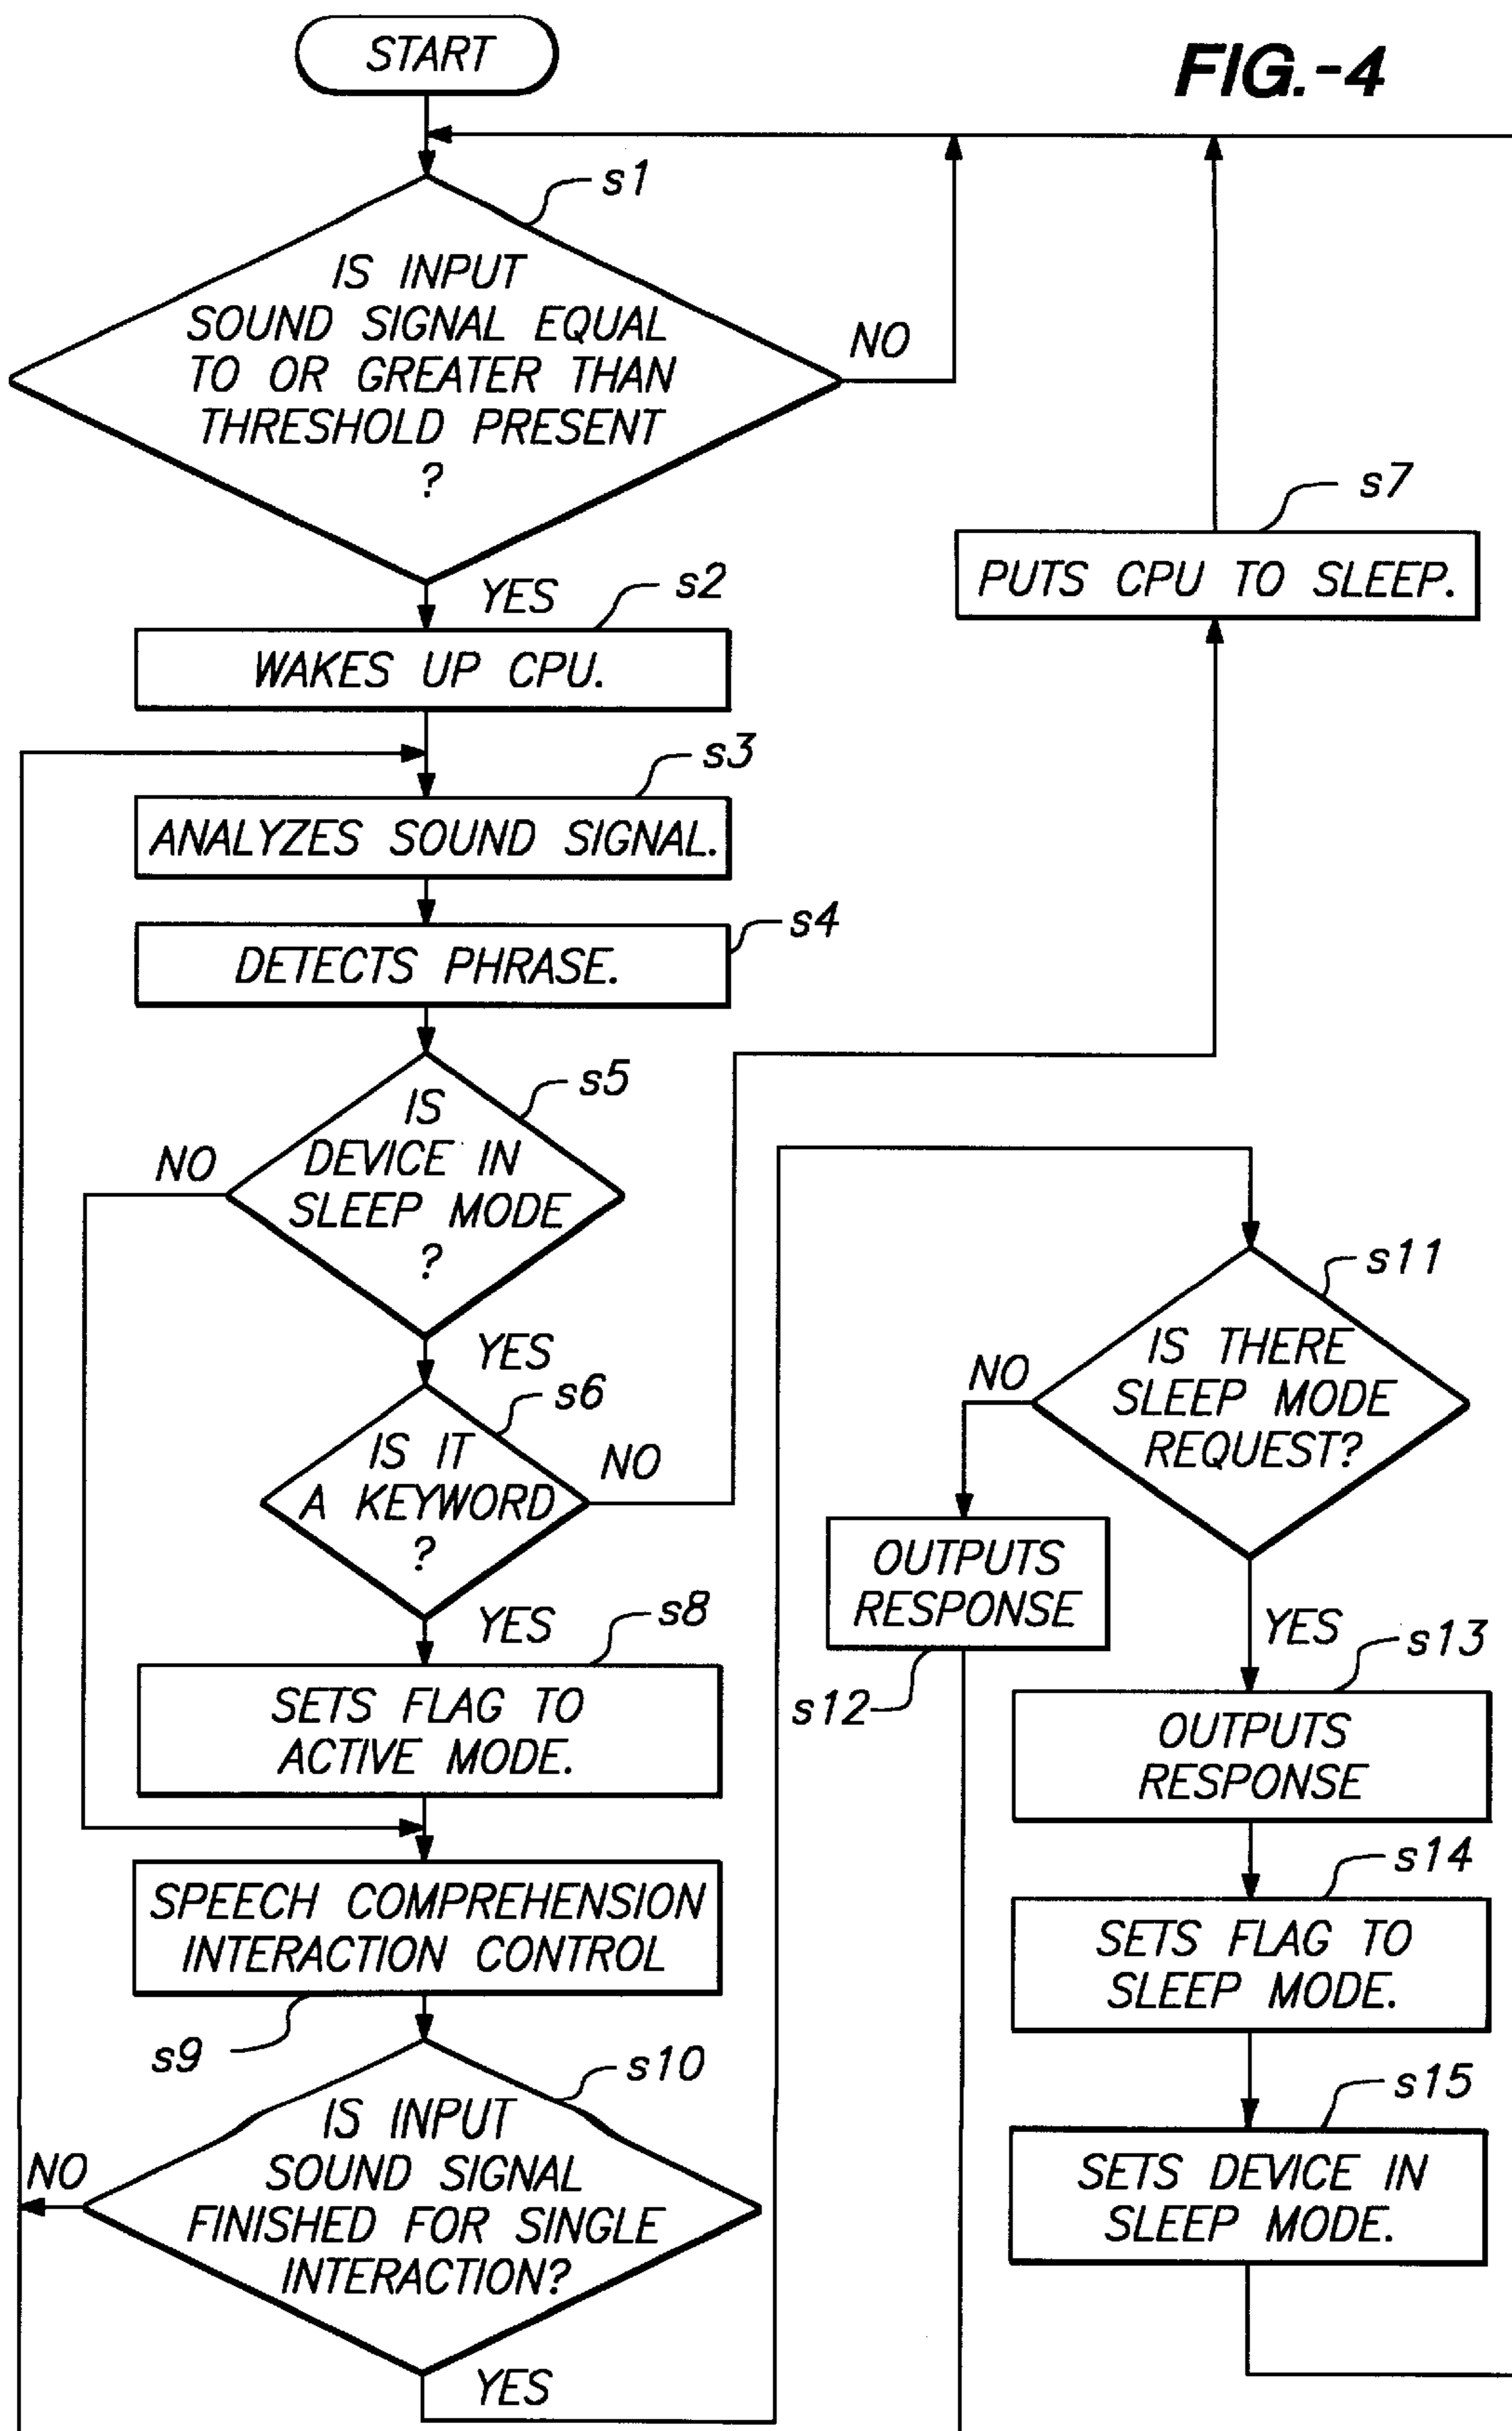 FIG.-4
START
s1
IS INPUT
SOUND SIGNAL EQUAL
TO OR GREATER THAN
THRESHOLD PRESENT
?
NO
YES
s2
WAKES UP CPU.
s3
ANALYZES SOUND SIGNAL.
s4
DETECTS PHRASE.
s5
IS
DEVICE IN
SLEEP MODE
?
NO
YES
s6
IS IT
A KEYWORD
?
NO
YES
s7
PUTS CPU TO SLEEP.
s8
SETS FLAG TO
ACTIVE MODE.
SPEECH COMPREHENSION
INTERACTION CONTROL
s9
s10
IS INPUT
SOUND SIGNAL
FINISHED FOR SINGLE
INTERACTION?
NO
YES
s11
IS THERE
SLEEP MODE
REQUEST?
NO
YES
OUTPUTS
RESPONSE
s12
s13
OUTPUTS
RESPONSE
s14
SETS FLAG TO
SLEEP MODE.
s15
SETS DEVICE IN
SLEEP MODE.